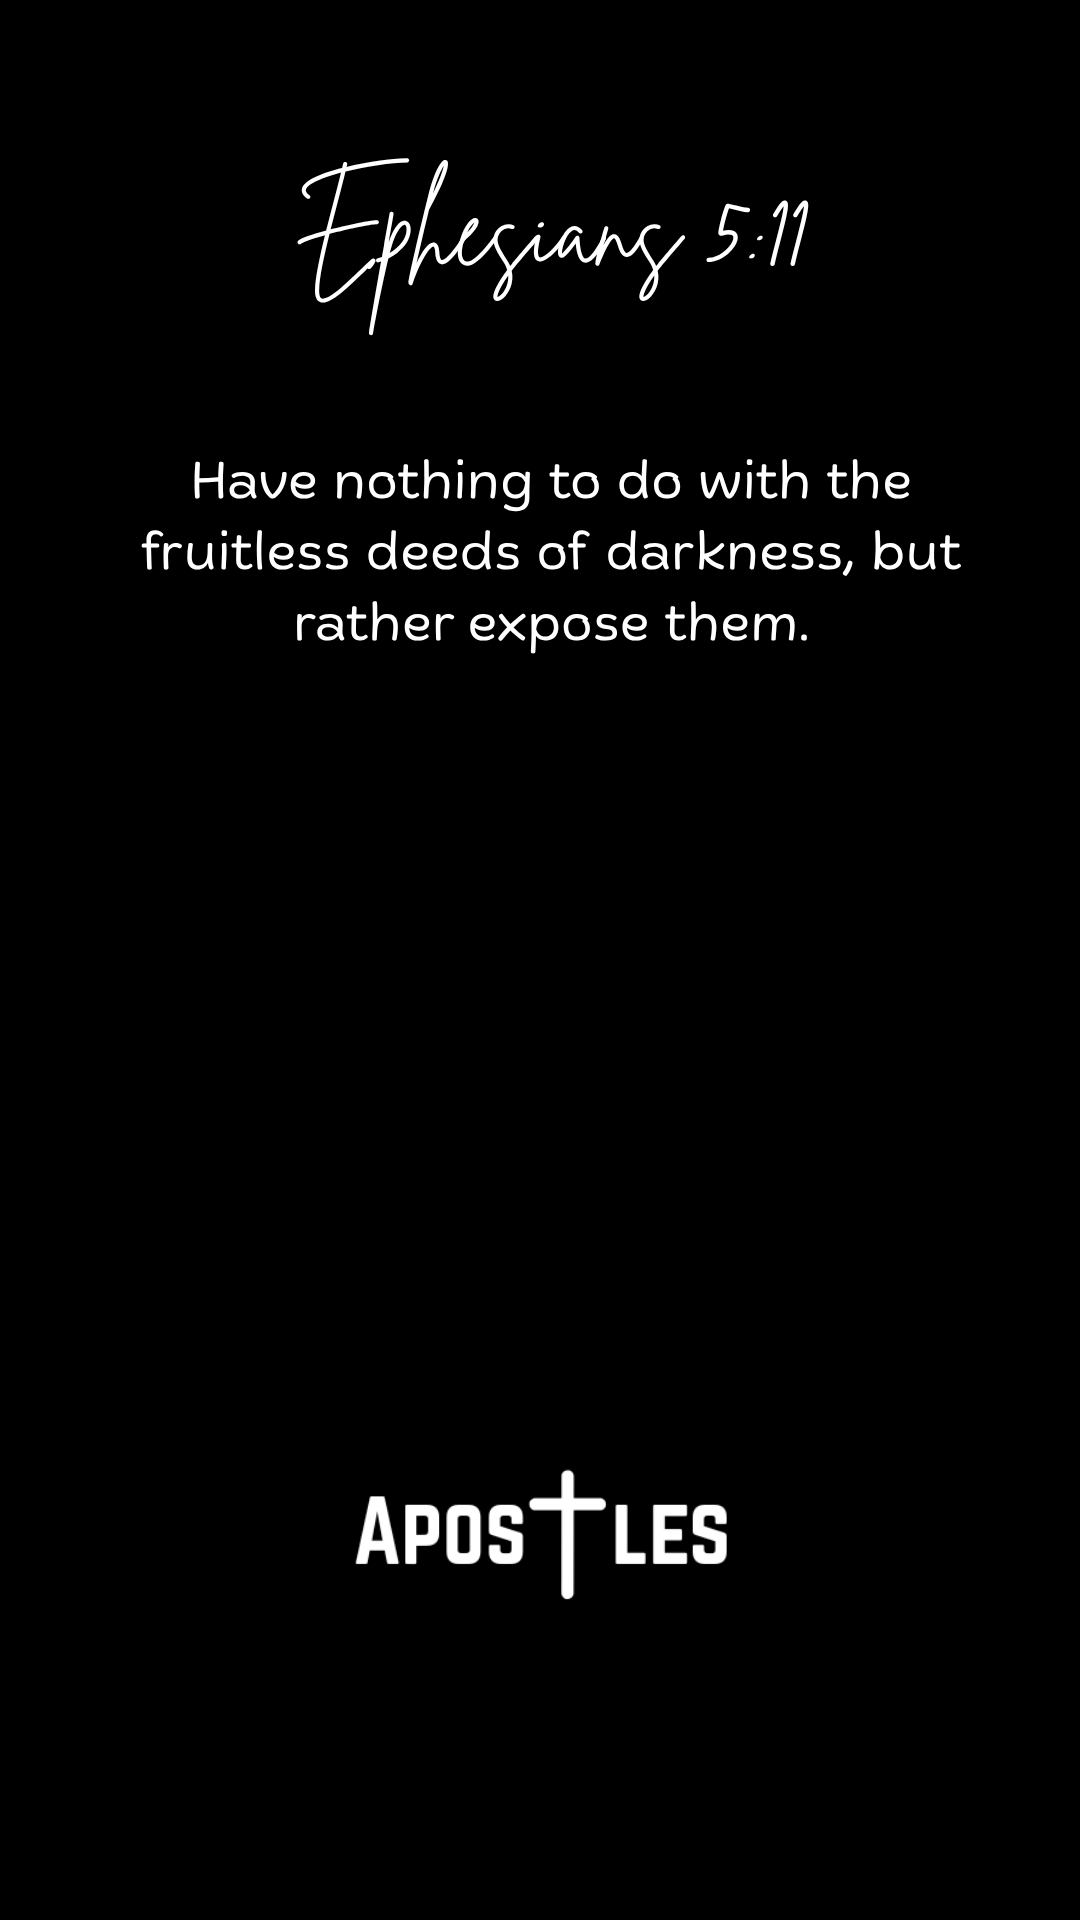 Ephesians 5:11
Have nothing to do with the
fruitless deeds of darkness, but
rather expose them.
APOSTLES